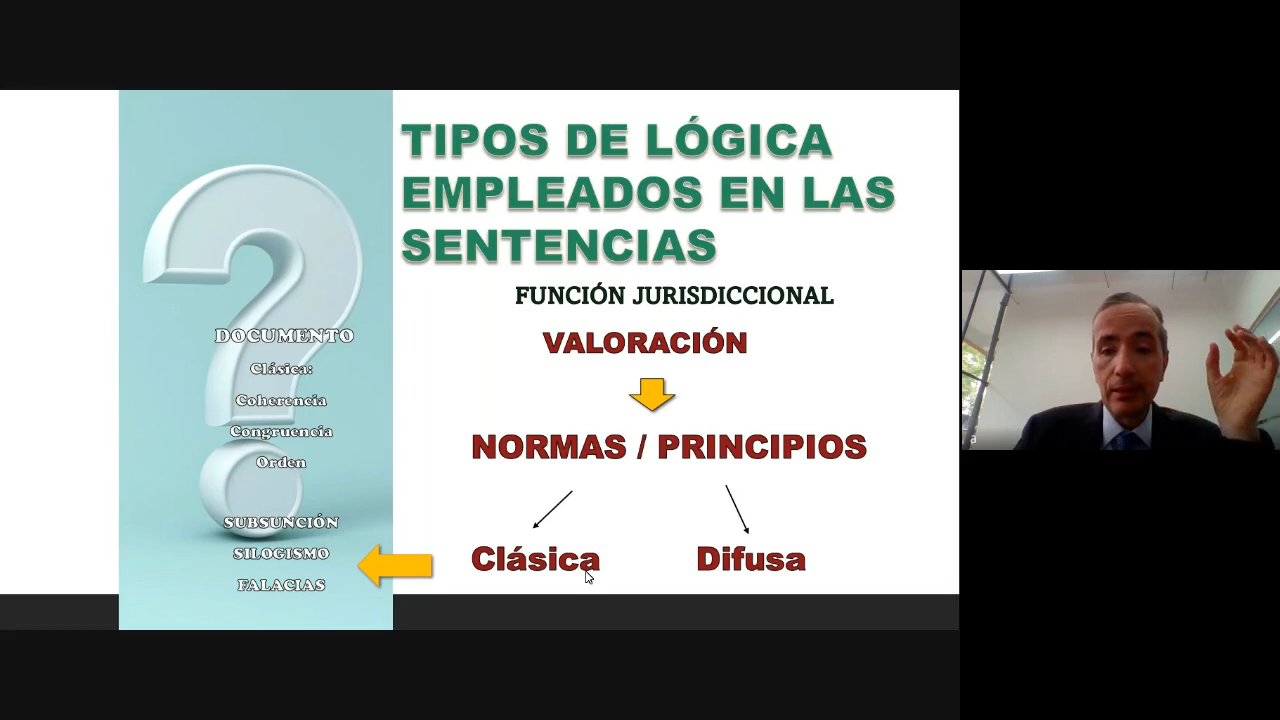 TIPOS DE LÓGICA
EMPLEADOS EN LAS
SENTENCIAS
FUNCIÓN JURISDICCIONAL
VALORACIÓN
NORMAS / PRINCIPIOS
Clásica
Difusa
DOCUMENTO
Clásica:
Coherencia
Congruencia
Orden
SUBSUNCIÓN
SILOGISMO
FALACIAS